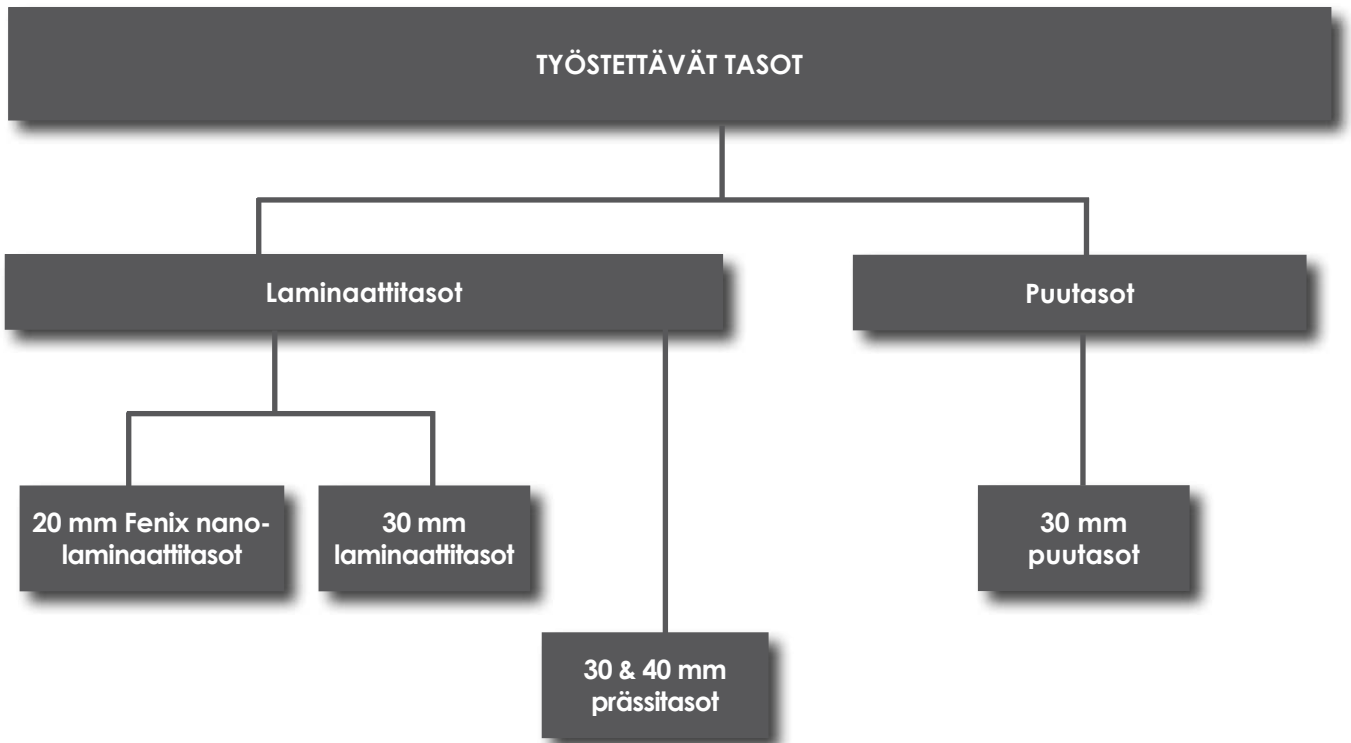 TYÖSTETTÄVÄT TASOT
Laminaattitasot
Puutasot
20 mm Fenix nano-
laminaattitasot
30 mm
laminaattitasot
30 mm
puutasot
30 & 40 mm
prässitasot